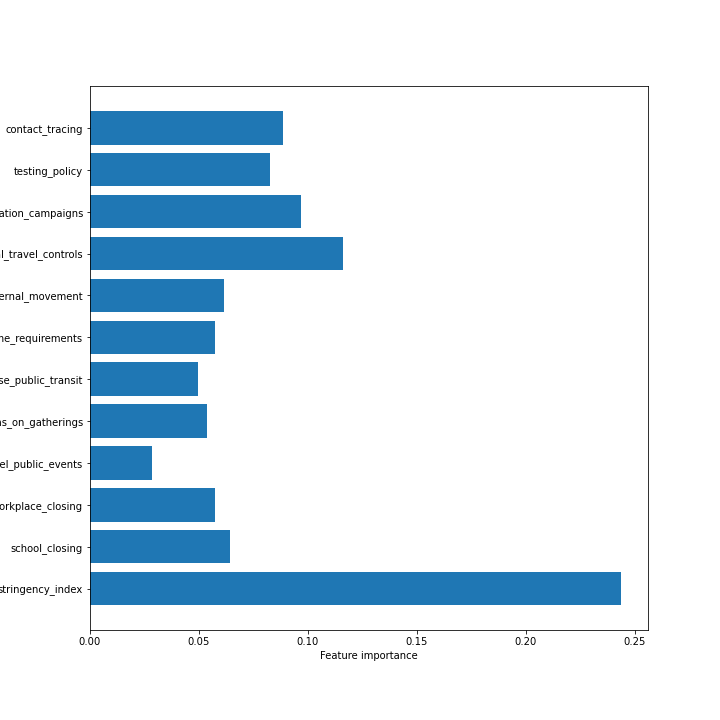 contact_tracing
testing_policy
ation_campaigns
l_travel_controls
ernal_movement
ne_requirements
se_public_transit
ns_on_gatherings
el_public_events
orkplace_closing
school_closing
stringency_index
0.00 0.05 0.10 0.15 0.20 0.25
Feature importance